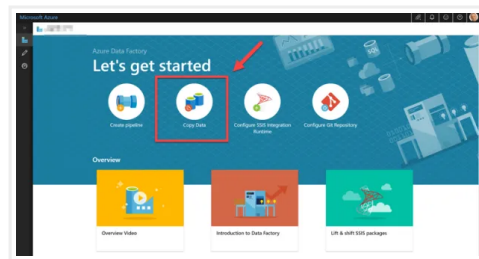 Microsoft Azure
Azure Data Factory
Let's get started
Create pipeline
Copy Data
Configure SSIS Integration
Runtime
Configure Git Repository
Overview
Overview Video
Introduction to Data Factory
Lift & shift SSIS packages